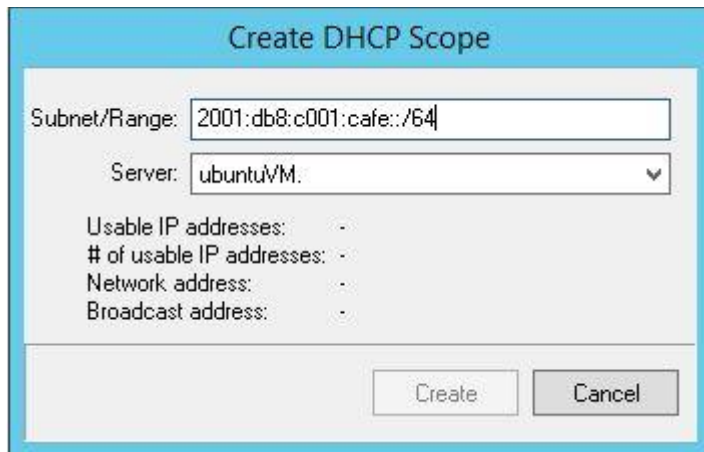 Create DHCP Scope
Subnet/Range: 2001:db8:c001:cafe::/64
Server: ubuntuVM.
Usable IP addresses: -
# of usable IP addresses: -
Network address: -
Broadcast address: -
Create Cancel